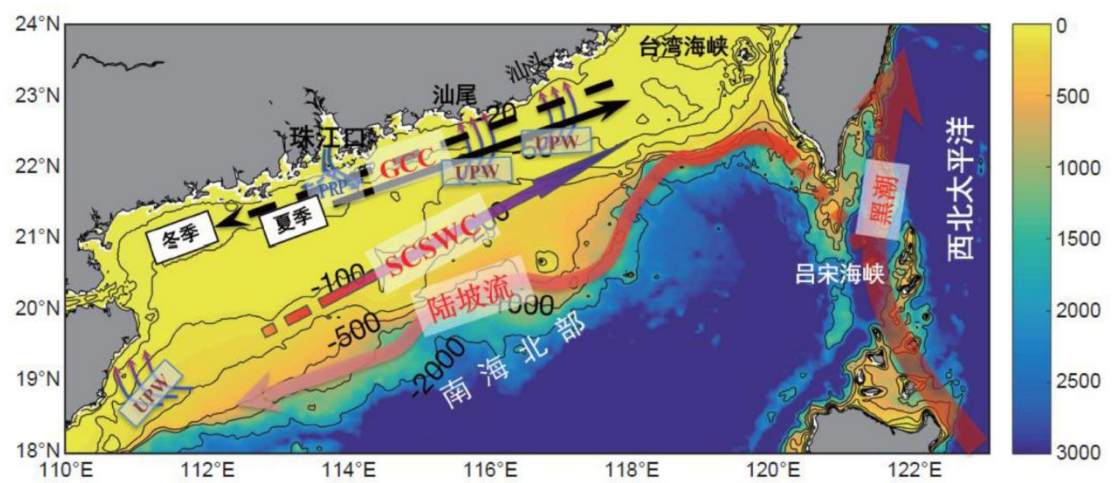 24°N
23°N
22°N
21°N
20°N
19°N
18°N
110°E
112°E
114°E
116°E
118°E
120°E
122°E
0
500
1000
1500
2000
2500
3000
台湾海峡
汕头
汕尾
珠江口
-20
-50
UPW
UPW
GCC
PRP
夏季
冬季
SCSWC
-100
陆坡流
-500
-1000
-2000
南海北部
UPW
黑潮
吕宋海峡
西北太平洋